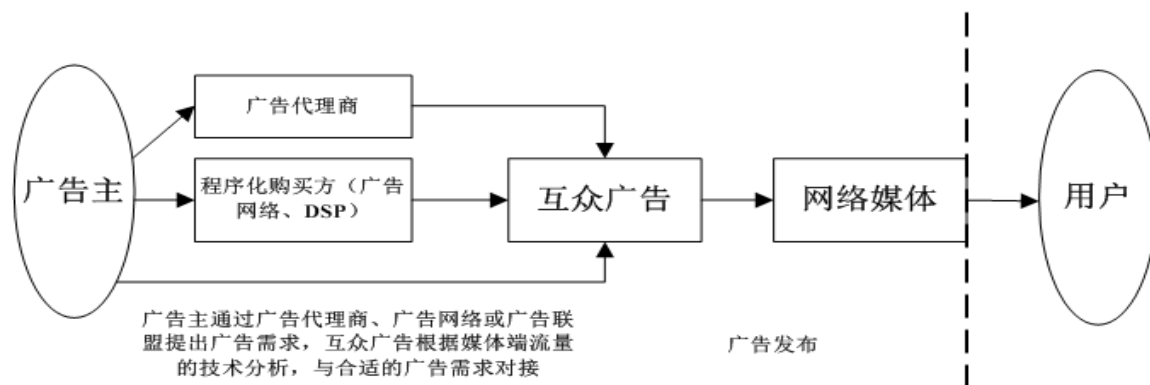 广告代理商
广告主
程序化购买方（广告
网络、DSP）
互众广告
网络媒体
用户
广告主通过广告代理商、广告网络或广告联
盟提出广告需求，互众广告根据媒体端流量
的技术分析，与合适的广告需求对接
广告发布